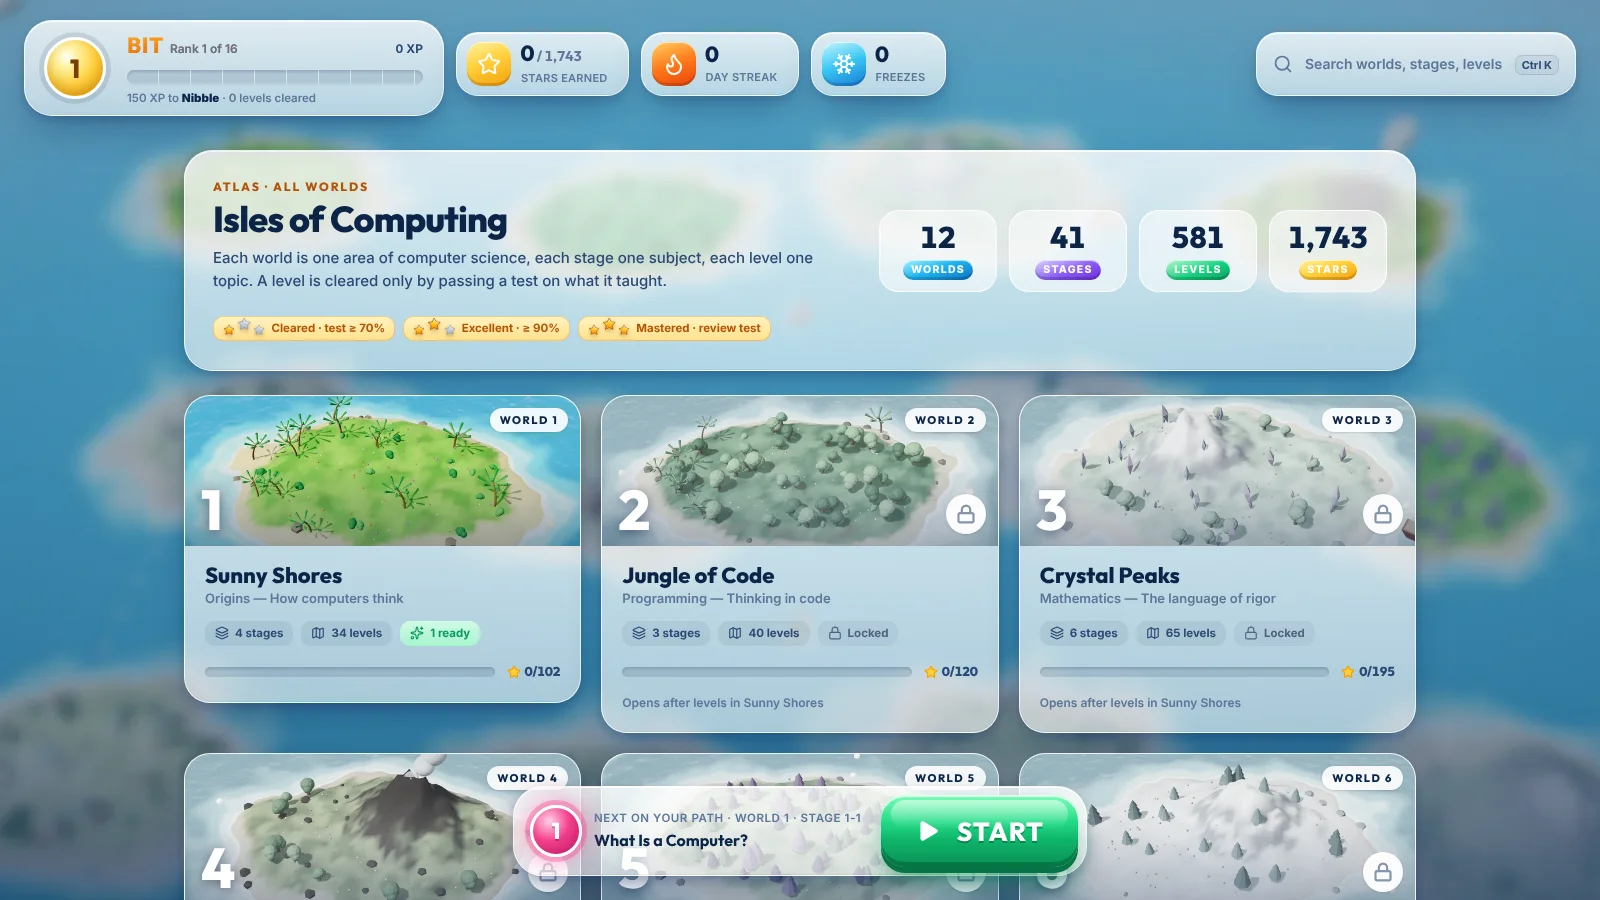 1
BIT Rank 1 of 16
0 XP
150 XP to Nibble · 0 levels cleared
0 / 1,743
STARS EARNED
0
DAY STREAK
0
FREEZES
Search worlds, stages, levels
Ctrl K
ATLAS · ALL WORLDS
Isles of Computing
Each world is one area of computer science, each stage one subject, each level one
topic. A level is cleared only by passing a test on what it taught.
Cleared · test ≥ 70%
Excellent · ≥ 90%
Mastered · review test
12
WORLDS
41
STAGES
581
LEVELS
1,743
STARS
WORLD 1
1
Sunny Shores
Origins — How computers think
4 stages
34 levels
1 ready
0/102
WORLD 2
2
Jungle of Code
Programming — Thinking in code
3 stages
40 levels
Locked
0/120
Opens after levels in Sunny Shores
WORLD 3
3
Crystal Peaks
Mathematics — The language of rigor
6 stages
65 levels
Locked
0/195
Opens after levels in Sunny Shores
WORLD 4
4
WORLD 5
5
WORLD 6
1
NEXT ON YOUR PATH · WORLD 1 · STAGE 1-1
What Is a Computer?
START